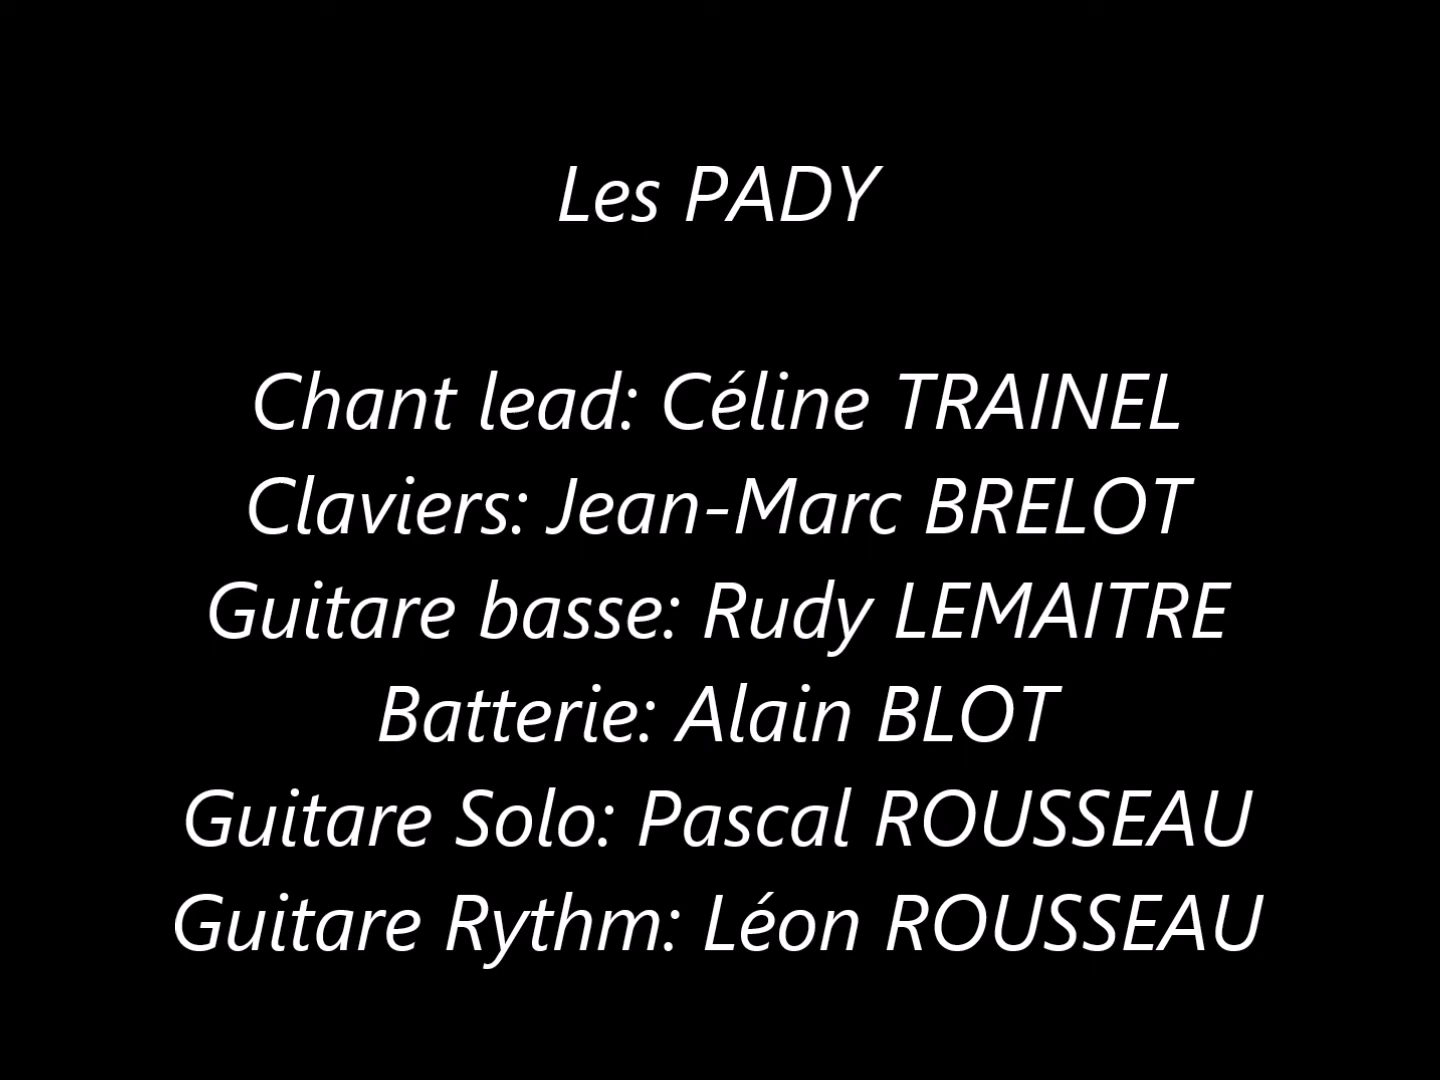 Les PADY
Chant lead: Céline TRAINEL
Claviers: Jean-Marc BRELOT
Guitare basse: Rudy LEMAITRE
Batterie: Alain BLOT
Guitare Solo: Pascal ROUSSEAU
Guitare Rythm: Léon ROUSSEAU